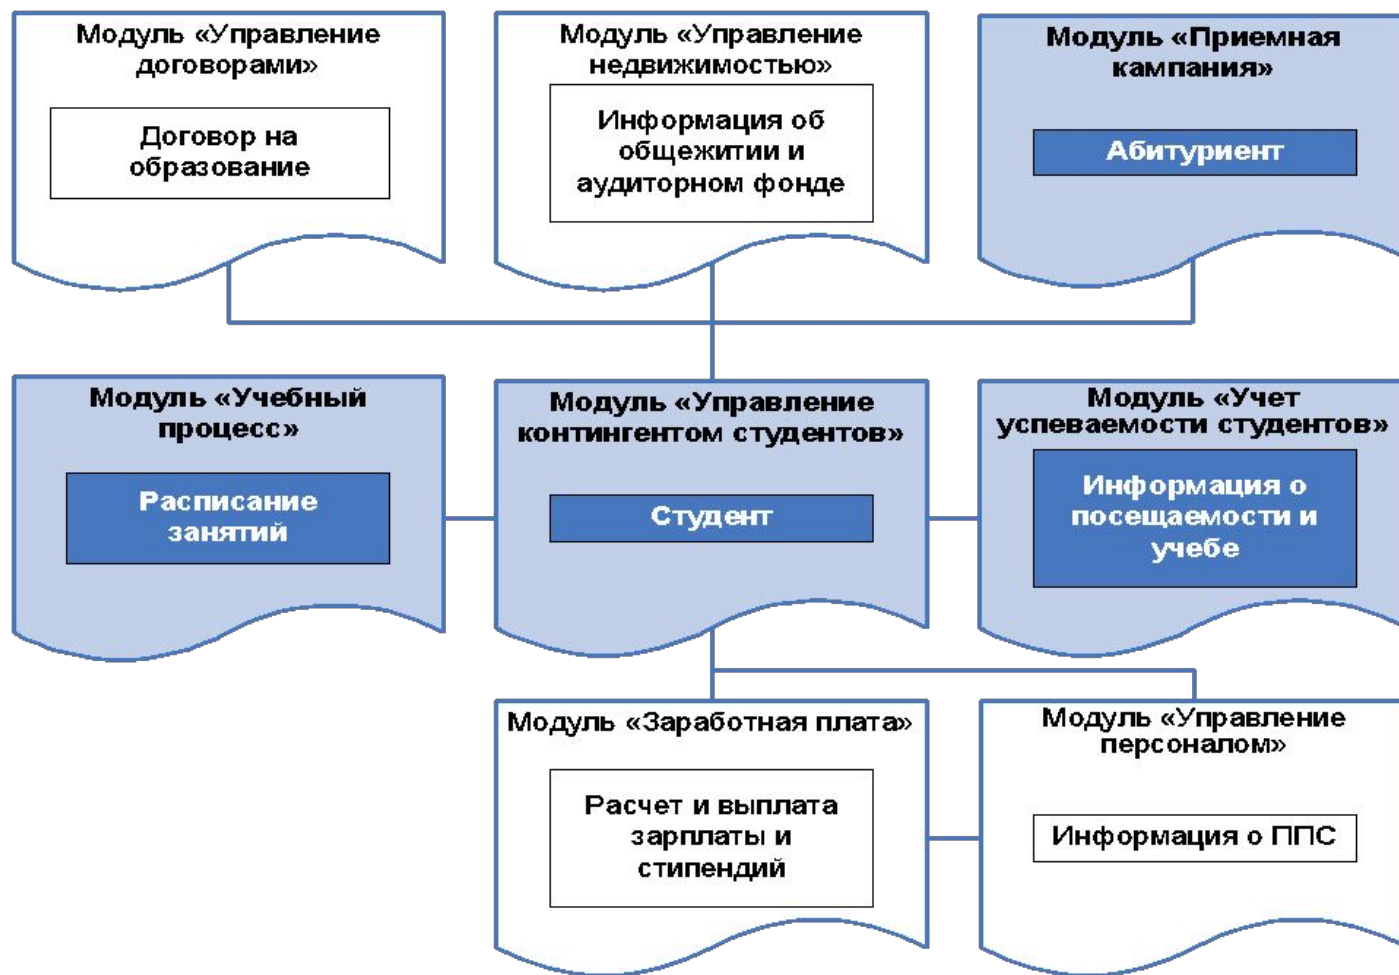 Модуль «Управление
договорами»
Договор на
образование
Модуль «Управление
недвижимостью»
Информация об
общежитии и
аудиторном фонде
Модуль «Приемная
кампания»
Абитуриент
Модуль «Учебный
процесс»
Расписание
занятий
Модуль «Управление
контингентом студентов»
Студент
Модуль «Учет
успеваемости студентов»
Информация о
посещаемости и
учебе
Модуль «Заработная плата»
Расчет и выплата
зарплаты и
стипендий
Модуль «Управление
персоналом»
Информация о ППС